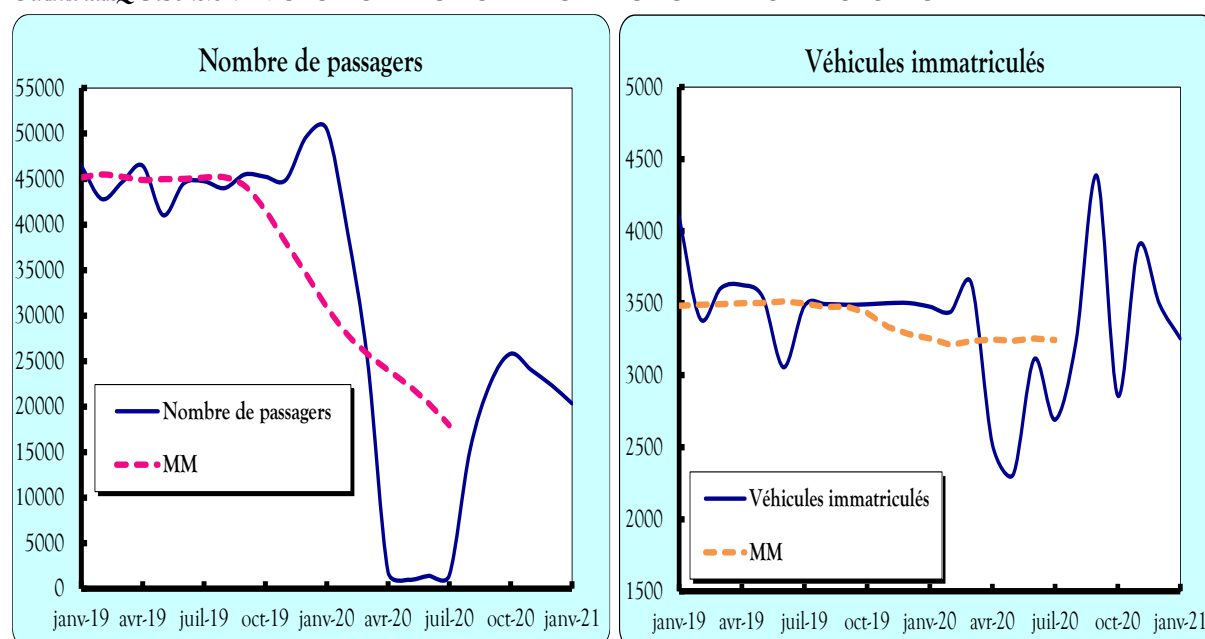 Nombre de passagers
55000
50000
45000
40000
35000
30000
25000
20000
15000
10000
5000
0
Nombre de passagers
MM
janv-19 avr-19 juil-19 oct-19 janv-20 avr-20 juil-20 oct-20 janv-21
Véhicules immatriculés
5000
4500
4000
3500
3000
2500
2000
1500
Véhicules immatriculés
MM
janv-19 avr-19 juil-19 oct-19 janv-20 avr-20 juil-20 oct-20 janv-21